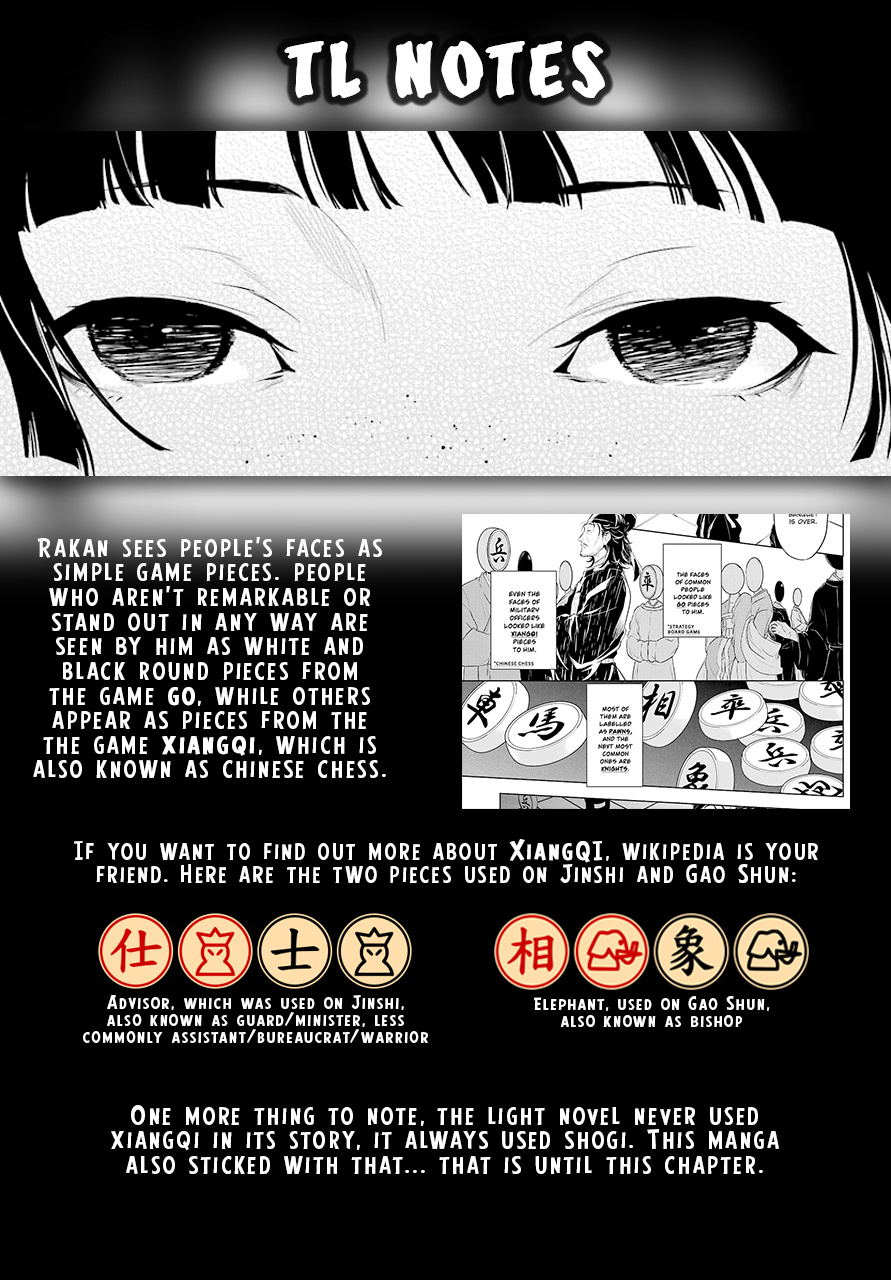 TL NOTES
RAKAN SEES PEOPLE'S FACES AS
SIMPLE GAME PIECES. PEOPLE
WHO AREN'T REMARKABLE OR
STAND OUT IN ANY WAY ARE
SEEN BY HIM AS WHITE AND
BLACK ROUND PIECES FROM
THE GAME GO, WHILE OTHERS
APPEAR AS PIECES FROM THE
THE GAME XIANGQI, WHICH IS
ALSO KNOWN AS CHINESE CHESS.
IS OVER.
兵
卒
THE FACES
OF COMMON
PEOPLE
LOOKED LIKE
GO PIECES
TO HIM.
*STRATEGY
BOARD GAME
EVEN THE
FACES OF
MILITARY
OFFICERS
LOOKED LIKE
XIANGQI
PIECES
TO HIM.
*CHINESE CHESS
車
馬
相
卒
兵
兵
象
MOST OF
THEM ARE
LABELLED
AS PAWNS,
AND THE
NEXT MOST
COMMON
ONES ARE
KNIGHTS.
IF YOU WANT TO FIND OUT MORE ABOUT XIANGQI, WIKIPEDIA IS YOUR
FRIEND. HERE ARE THE TWO PIECES USED ON JINSHI AND GAO SHUN:
仕 士
相 象
ADVISOR, WHICH WAS USED ON JINSHI,
ALSO KNOWN AS GUARD/MINISTER, LESS
COMMONLY ASSISTANT/BUREAUCRAT/WARRIOR
ELEPHANT, USED ON GAO SHUN,
ALSO KNOWN AS BISHOP
ONE MORE THING TO NOTE, THE LIGHT NOVEL NEVER USED
XIANGQI IN ITS STORY, IT ALWAYS USED SHOGI. THIS MANGA
ALSO STICKED WITH THAT... THAT IS UNTIL THIS CHAPTER.